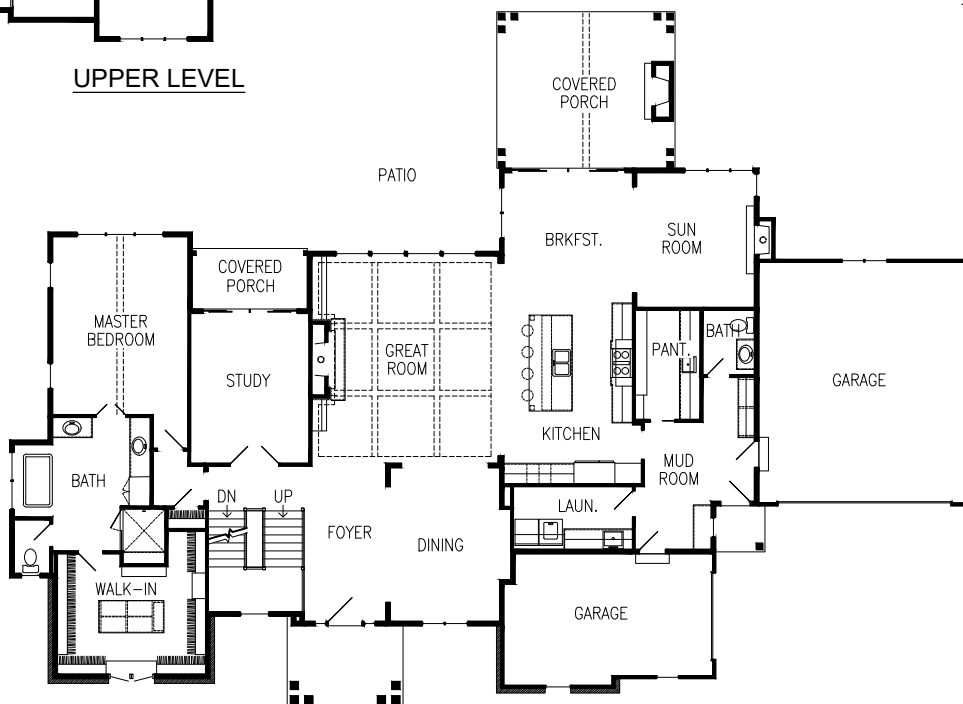 UPPER LEVEL
COVERED
PORCH
PATIO
BRKFST.
SUN
ROOM
COVERED
PORCH
MASTER
BEDROOM
GREAT
ROOM
PANT.
BATH
STUDY
GARAGE
KITCHEN
MUD
ROOM
BATH
DN
UP
LAUN.
FOYER
DINING
WALK-IN
GARAGE